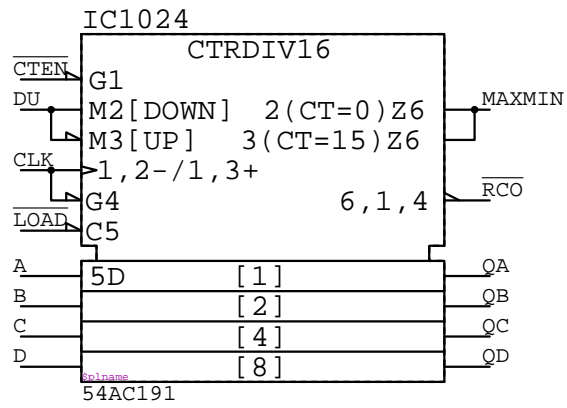 IC1024
CTRDIV16
CTEN
G1
DU
M2[DOWN] 2(CT=0)Z6
MAXMIN
M3[UP] 3(CT=15)Z6
CLK
1,2-/1,3+
G4
6,1,4
RCO
LOAD
C5
A
5D
[1]
QA
B
[2]
QB
C
[4]
QC
D
[8]
QD
$plname
54AC191